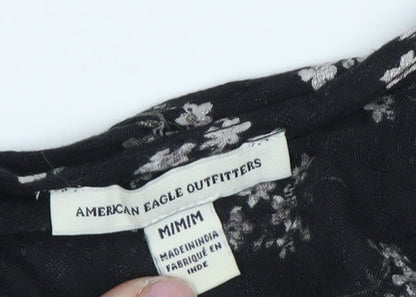 AMERICAN EAGLE OUTFITTERS
M/M/M
MADE IN INDIA
FABRIQUÉ EN
INDE